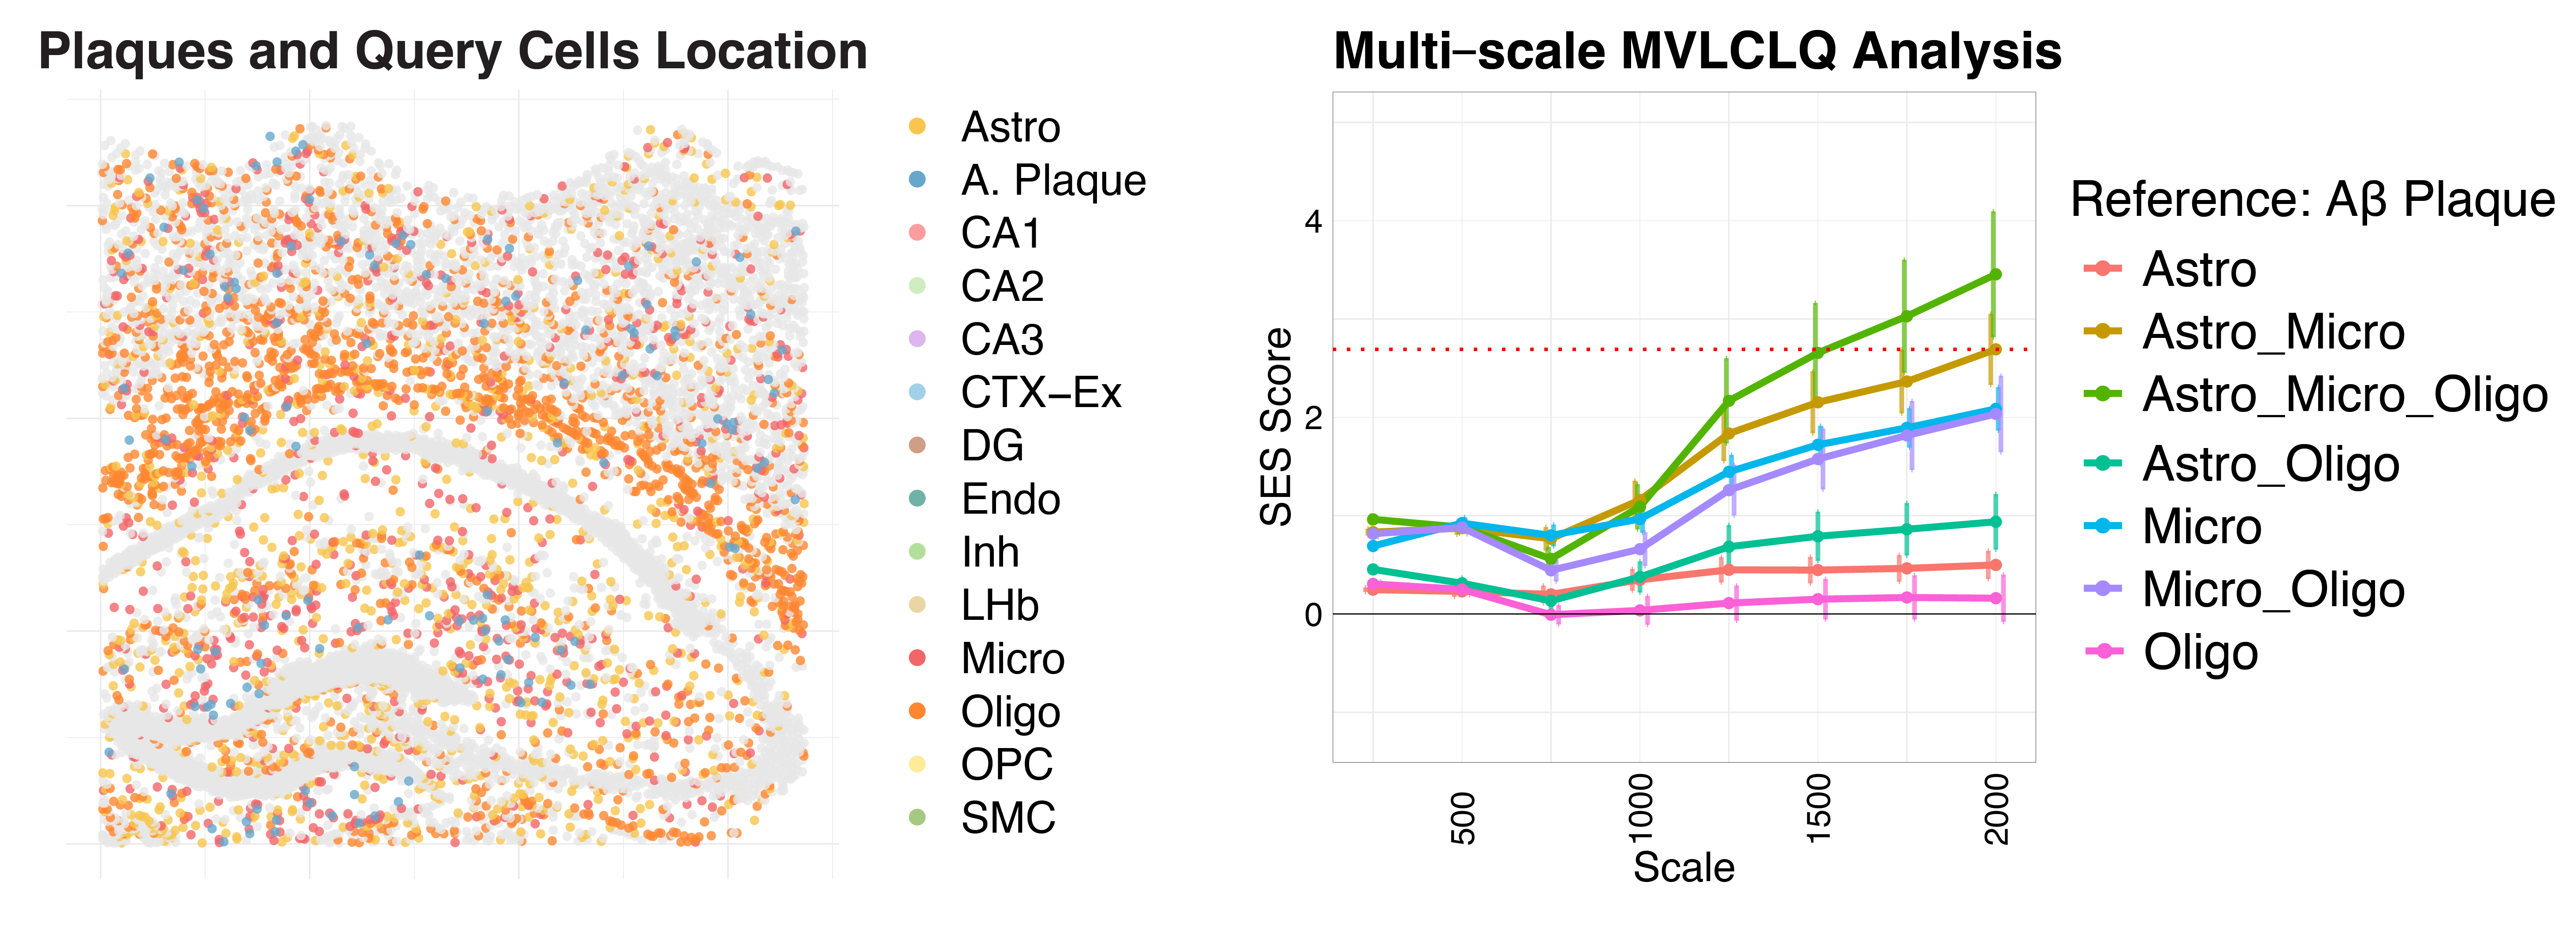 Plaques and Query Cells Location
Astro
A. Plaque
CA1
CA2
CA3
CTX−Ex
DG
Endo
Inh
LHb
Micro
Oligo
OPC
SMC
Multi−scale MVLCLQ Analysis
SES Score
4
2
0
500
1000
1500
2000
Scale
Reference: Aβ Plaque
Astro
Astro_Micro
Astro_Micro_Oligo
Astro_Oligo
Micro
Micro_Oligo
Oligo